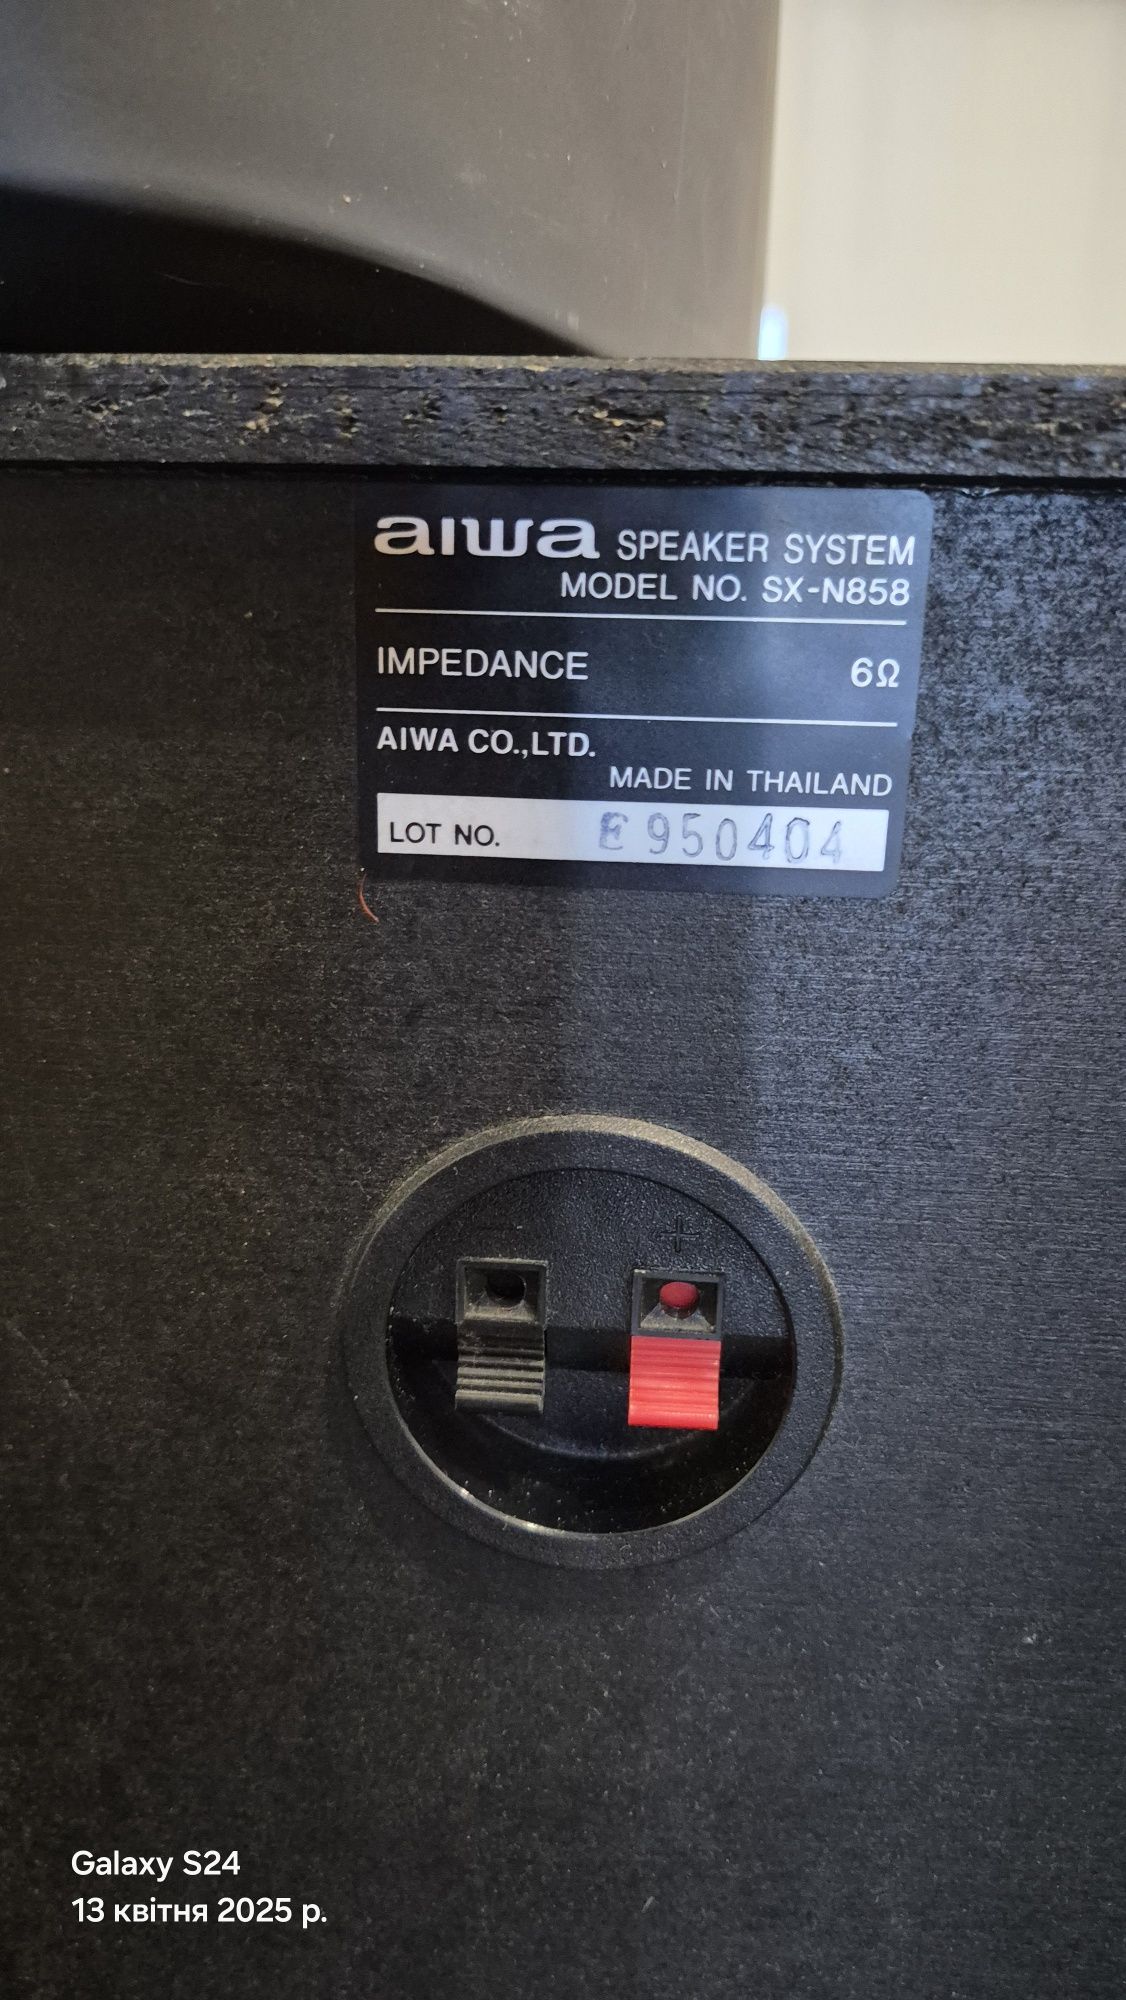 aiwa SPEAKER SYSTEM
MODEL NO. SX-N858
IMPEDANCE 6Ω
AIWA CO.,LTD.
MADE IN THAILAND
LOT NO. E950404
- +
Galaxy S24
13 квітня 2025 р.